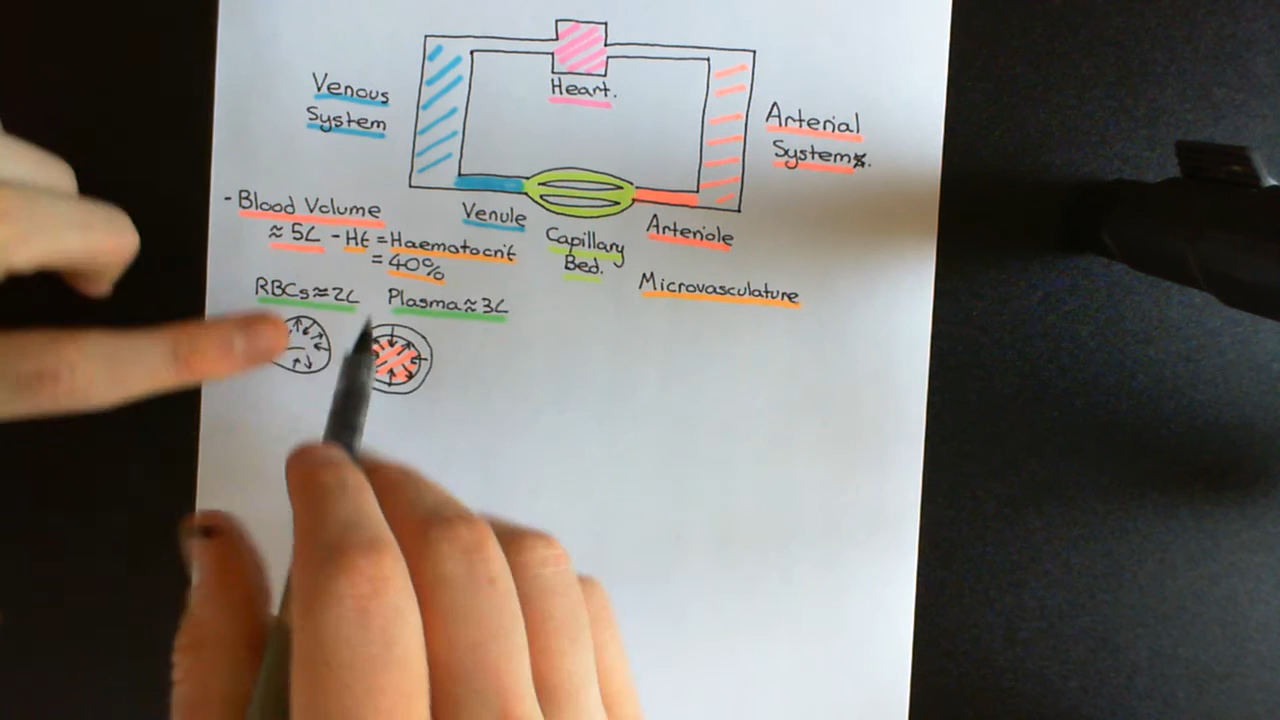 Heart.
Venous
System
Arterial
System.
Venule
Capillary
Bed.
Arteriole
Microvasculature
- Blood Volume
≈ 5L - Ht = Haematocrit
= 40%
RBCs ≈ 2L Plasma ≈ 3L